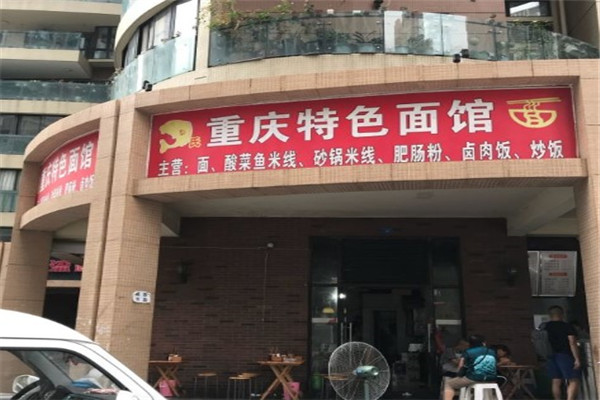 重庆特色面馆
主营：面、酸菜鱼米线、砂锅米线、肥肠粉、卤肉饭、炒饭
重庆特色面馆